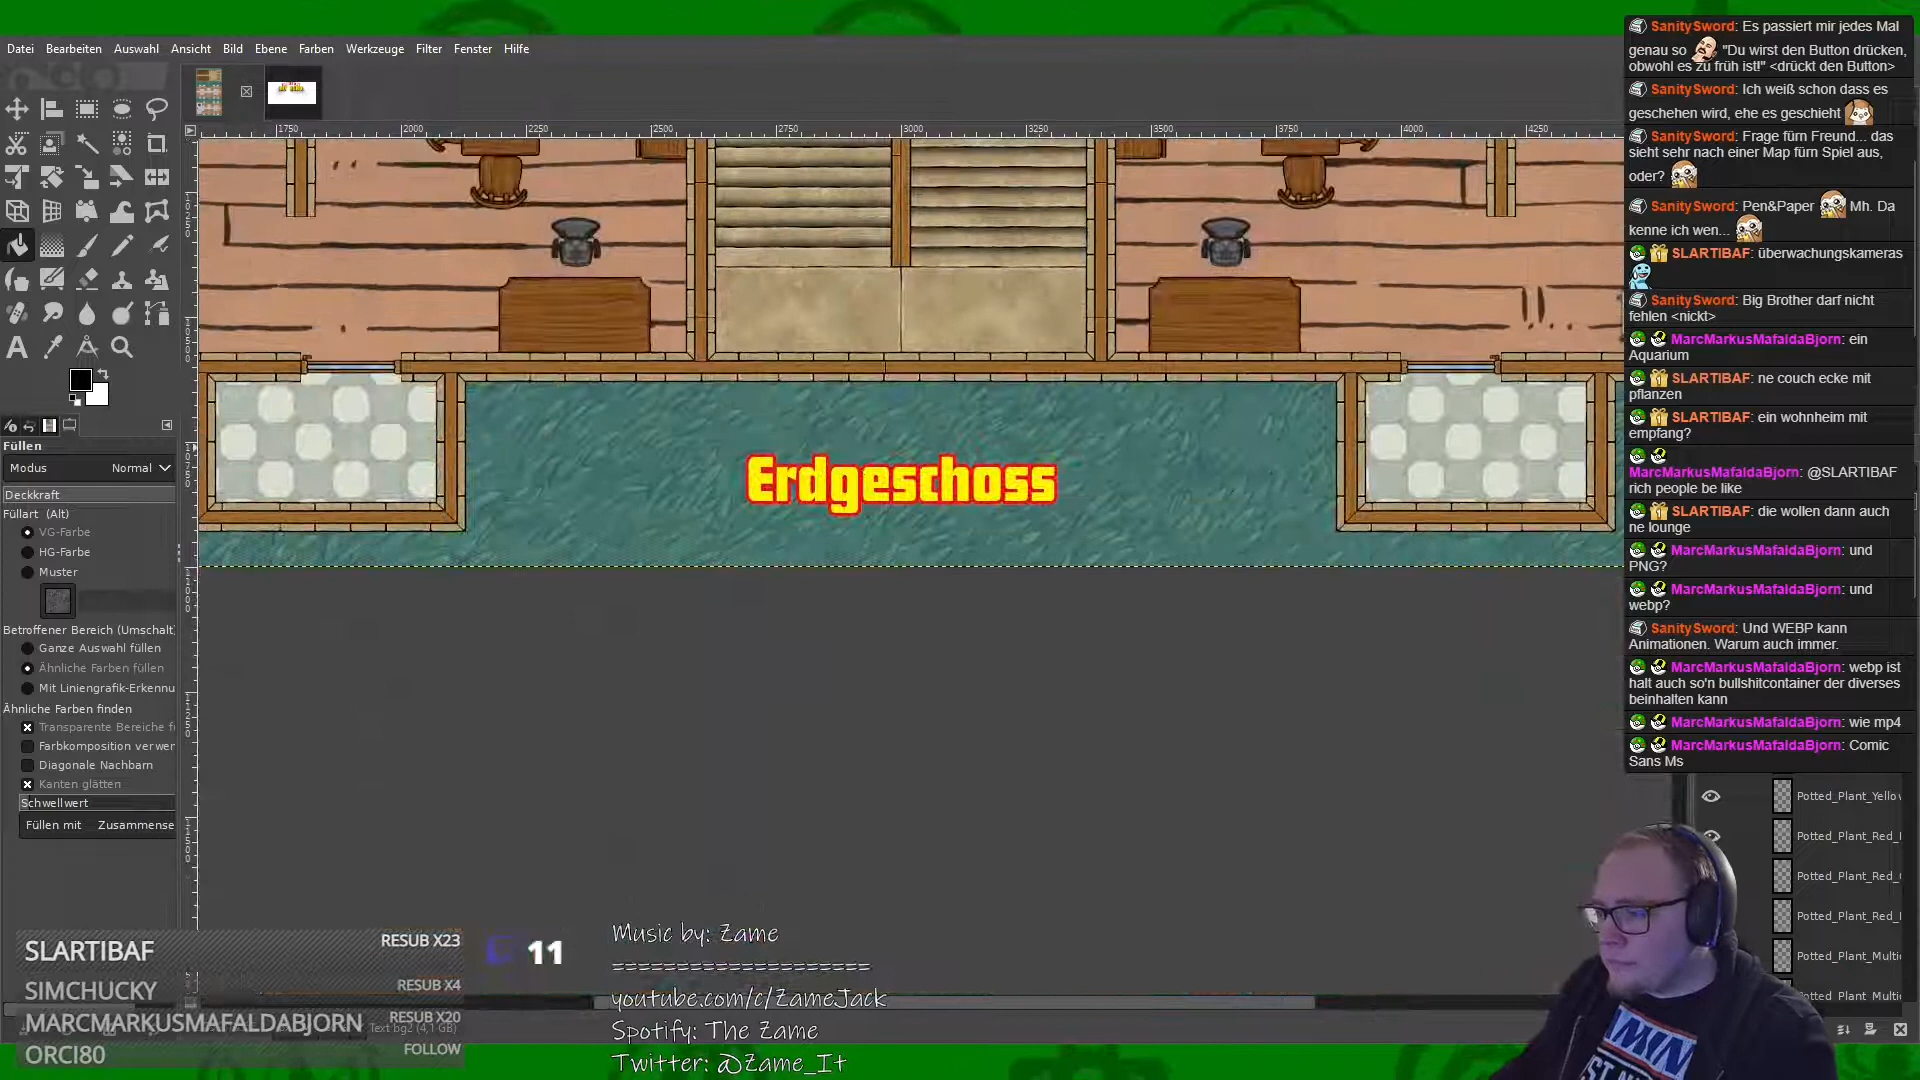 Datei Bearbeiten Auswahl Ansicht Bild Ebene Farben Werkzeuge Filter Fenster Hilfe
1750 2000 2250 2500 2750 3000 3250 3500 3750 4000 4250
Füllen
Modus Normal
Deckkraft
Füllart (Alt)
VG-Farbe
HG-Farbe
Muster
Betroffener Bereich (Umschalt)
Ganze Auswahl füllen
Ähnliche Farben füllen
Mit Liniengrafik-Erkennu
Ähnliche Farben finden
Transparente Bereiche f
Farbkomposition verwer
Diagonale Nachbarn
Kanten glätten
Schwellwert
Füllen mit Zusammense
Erdgeschoss
SanitySword: Es passiert mir jedes Mal
genau so "Du wirst den Button drücken,
obwohl es zu früh ist!" <drückt den Button>
SanitySword: Ich weiß schon dass es
geschehen wird, ehe es geschieht
SanitySword: Frage fürn Freund... das
sieht sehr nach einer Map fürn Spiel aus,
oder?
SanitySword: Pen&Paper Mh. Da
kenne ich wen...
SLARTIBAF: überwachungskameras
SanitySword: Big Brother darf nicht
fehlen <nickt>
MarcMarkusMafaldaBjorn: ein
Aquarium
SLARTIBAF: ne couch ecke mit
pflanzen
SLARTIBAF: ein wohnheim mit
empfang?
MarcMarkusMafaldaBjorn: @SLARTIBAF
rich people be like
SLARTIBAF: die wollen dann auch
ne lounge
MarcMarkusMafaldaBjorn: und
PNG?
MarcMarkusMafaldaBjorn: und
webp?
SanitySword: Und WEBP kann
Animationen. Warum auch immer.
MarcMarkusMafaldaBjorn: webp ist
halt auch so'n bullshitcontainer der diverses
beinhalten kann
MarcMarkusMafaldaBjorn: wie mp4
MarcMarkusMafaldaBjorn: Comic
Sans Ms
Potted_Plant_Yello
Potted_Plant_Red_
Potted_Plant_Red_
Potted_Plant_Red_
Potted_Plant_Multi
Potted_Plant_Multi
SLARTIBAF RESUB X23
SIMCHUCKY RESUB X4
MARCMARKUSMAFALDABJORN RESUB X20
Text bg2 (4,1 GB)
ORCI80 FOLLOW
11
Music by: Zame
====================
youtube.com/c/ZameJack
Spotify: The Zame
Twitter: @Zame_It